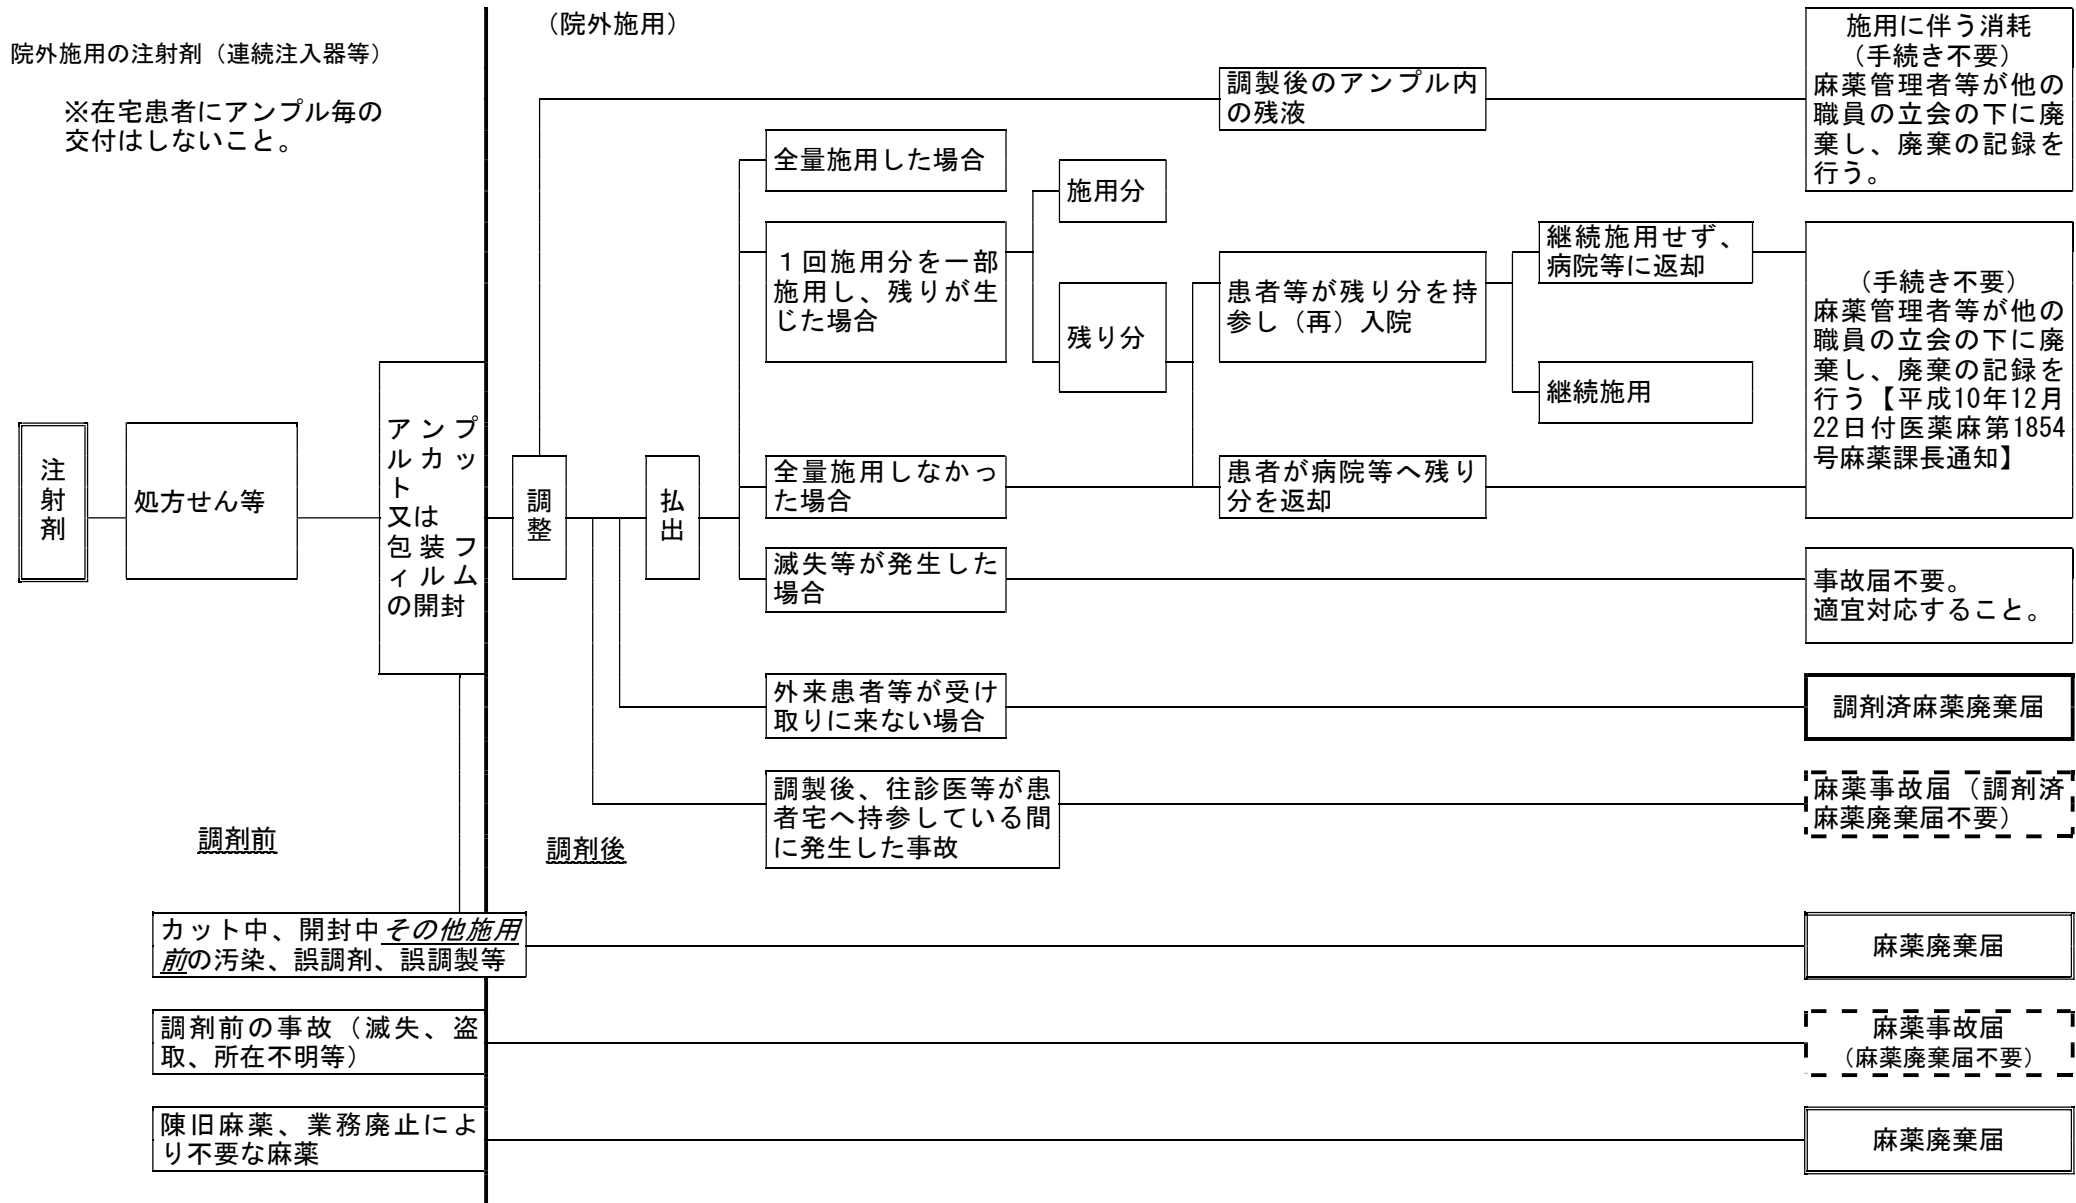 院外施用の注射剤（連続注入器等）
※在宅患者にアンプル毎の
交付はしないこと。
（院外施用）
注
射
剤
処方せん等
アンプ
ルカッ
ト
又は
包装フ
ィルム
の開封
調
整
払
出
調製後のアンプル内
の残液
施用に伴う消耗
（手続き不要）
麻薬管理者等が他の
職員の立会の下に廃
棄し、廃棄の記録を
行う。
全量施用した場合
１回施用分を一部
施用し、残りが生
じた場合
施用分
残り分
患者等が残り分を持
参し（再）入院
継続施用せず、
病院等に返却
継続施用
（手続き不要）
麻薬管理者等が他の
職員の立会の下に廃
棄し、廃棄の記録を
行う【平成10年12月
22日付医薬麻第1854
号麻薬課長通知】
全量施用しなかっ
た場合
患者が病院等へ残り
分を返却
滅失等が発生した
場合
事故届不要。
適宜対応すること。
外来患者等が受け
取りに来ない場合
調剤済麻薬廃棄届
調製後、往診医等が患
者宅へ持参している間
に発生した事故
麻薬事故届（調剤済
麻薬廃棄届不要）
調剤前
調剤後
カット中、開封中その他施用
前の汚染、誤調剤、誤調製等
麻薬廃棄届
調剤前の事故（滅失、盗
取、所在不明等）
麻薬事故届
（麻薬廃棄届不要）
陳旧麻薬、業務廃止によ
り不要な麻薬
麻薬廃棄届